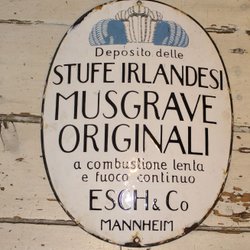 Deposito delle
STUFE IRLANDESI
MUSGRAVE
ORIGINALI
a combustione lenta
e fuoco continuo
ESCH & Co
MANNHEIM